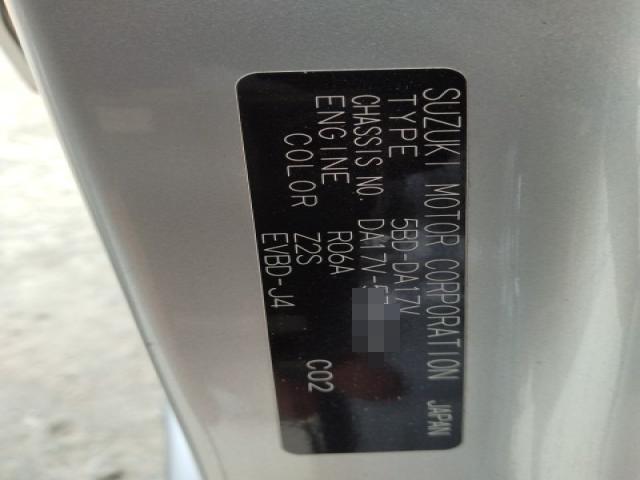 SUZUKI MOTOR CORPORATION JAPAN
TYPE 5BD-DA17V
CHASSIS NO. DA17V-
ENGINE R06A
COLOR Z2S C02
EVBD-J4